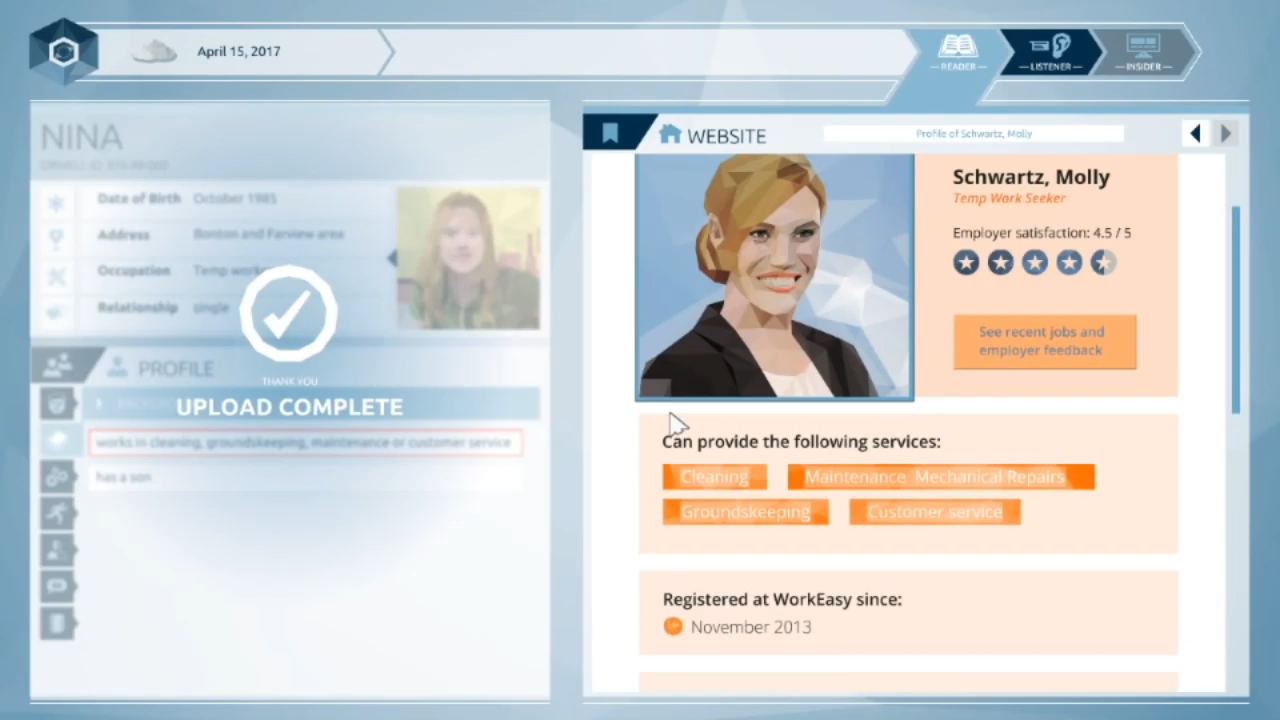 April 15, 2017
READER
LISTENER
INSIDER
NINA
Date of Birth October 1985
Address Bonton and Farview area
Occupation Temp work
Relationship single
PROFILE
THANK YOU
UPLOAD COMPLETE
works in cleaning, groundskeeping, maintenance or customer service
has a son
WEBSITE
Profile of Schwartz, Molly
Schwartz, Molly
Temp Work Seeker
Employer satisfaction: 4.5 / 5
See recent jobs and
employer feedback
Can provide the following services:
Cleaning
Maintenance Mechanical Repairs
Groundskeeping
Customer service
Registered at WorkEasy since:
November 2013